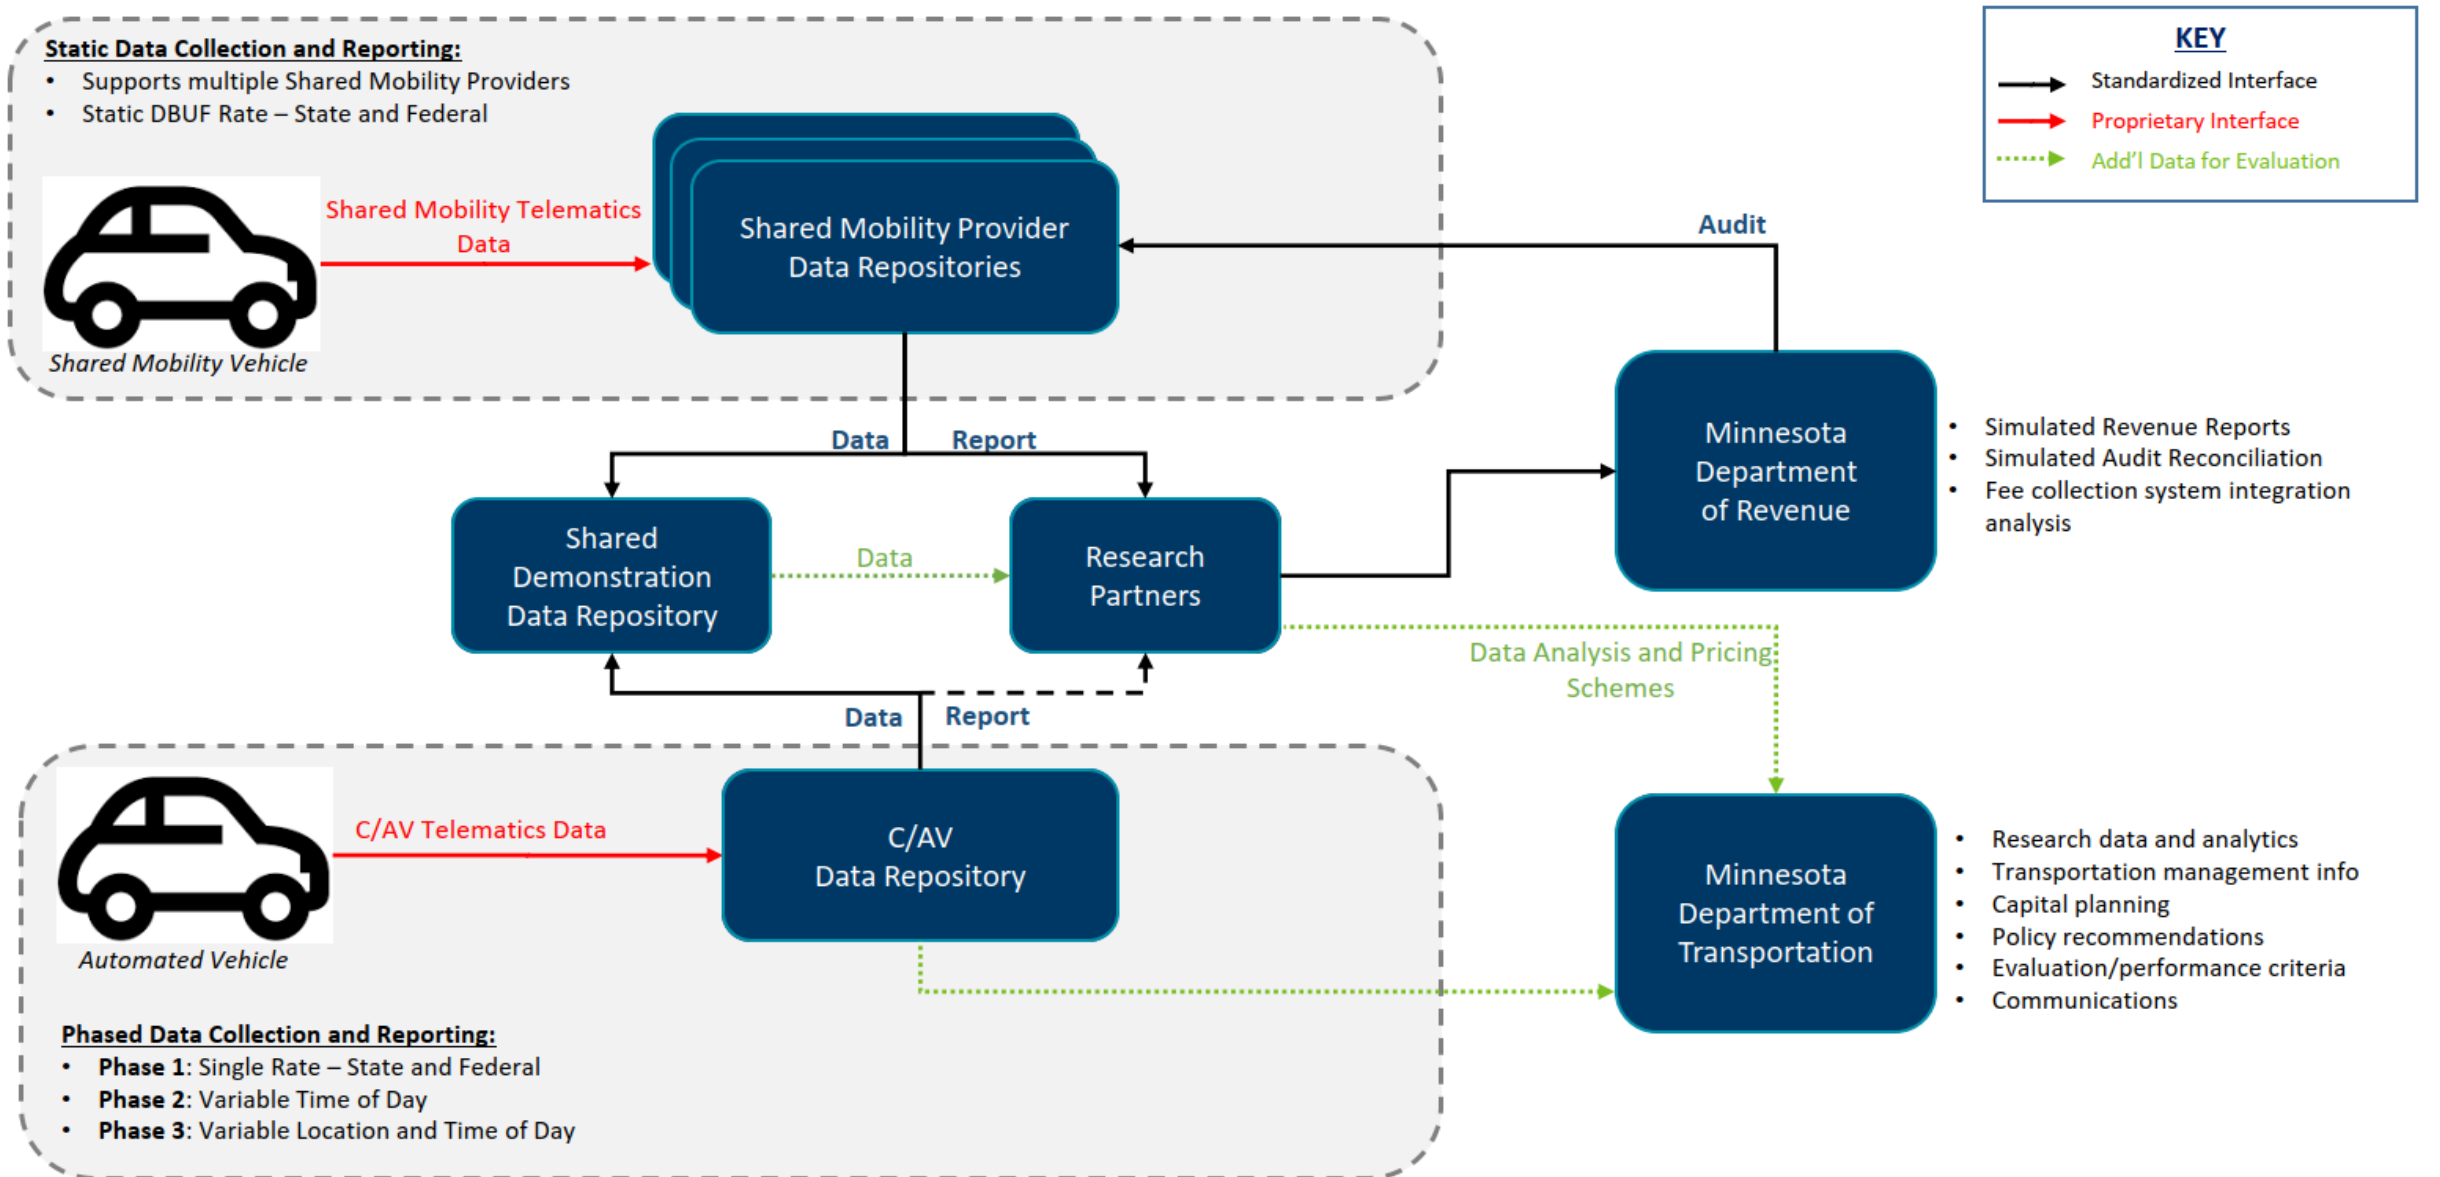 Static Data Collection and Reporting:
• Supports multiple Shared Mobility Providers
• Static DBUF Rate – State and Federal
Shared Mobility Telematics
Data
Shared Mobility Vehicle
Shared Mobility Provider
Data Repositories
KEY
Standardized Interface
Proprietary Interface
Add'l Data for Evaluation
Audit
Data
Report
Shared
Demonstration
Data Repository
Data
Research
Partners
Minnesota
Department
of Revenue
• Simulated Revenue Reports
• Simulated Audit Reconciliation
• Fee collection system integration
analysis
Data Analysis and Pricing
Schemes
Data
Report
C/AV Telematics Data
Automated Vehicle
C/AV
Data Repository
Minnesota
Department of
Transportation
• Research data and analytics
• Transportation management info
• Capital planning
• Policy recommendations
• Evaluation/performance criteria
• Communications
Phased Data Collection and Reporting:
• Phase 1: Single Rate – State and Federal
• Phase 2: Variable Time of Day
• Phase 3: Variable Location and Time of Day